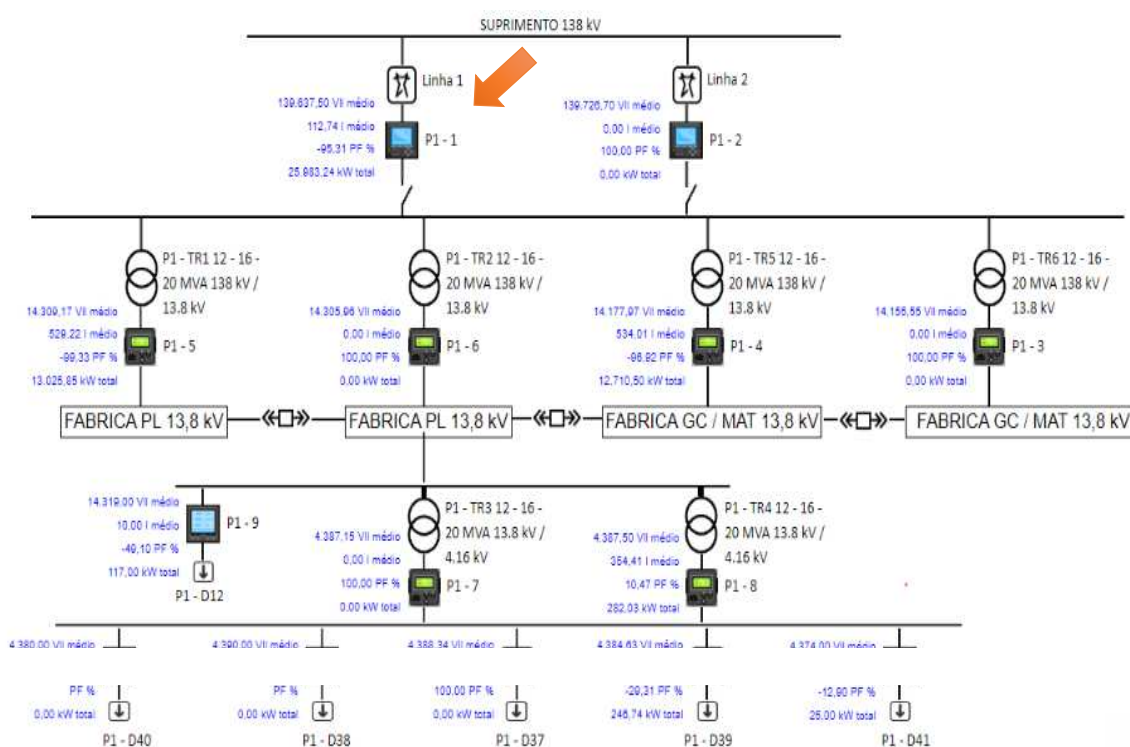 SUPRIMENTO 138 kV
Linha 1
139.637,50 Vll médio
112,74 I médio
-95,31 PF %
25.983,24 kW total
P1 - 1
Linha 2
139.726,70 Vll médio
0,00 I médio
100,00 PF %
0,00 kW total
P1 - 2
P1 - TR1 12 - 16 -
20 MVA 138 kV /
13.8 kV
14.309,17 Vll médio
529,22 I médio
-99,33 PF %
13.025,85 kW total
P1 - 5
P1 - TR2 12 - 16 -
20 MVA 138 kV /
13.8 kV
14.305,96 Vll médio
0,00 I médio
100,00 PF %
0,00 kW total
P1 - 6
P1 - TR5 12 - 16 -
20 MVA 138 kV /
13.8 kV
14.177,97 Vll médio
534,01 I médio
-96,92 PF %
12.710,50 kW total
P1 - 4
P1 - TR6 12 - 16 -
20 MVA 138 kV /
13.8 kV
14.156,55 Vll médio
0,00 I médio
100,00 PF %
0,00 kW total
P1 - 3
FABRICA PL 13,8 kV
FABRICA PL 13,8 kV
FABRICA GC / MAT 13,8 kV
FABRICA GC / MAT 13,8 kV
14.319,00 Vll médio
10,00 I médio
-49,10 PF %
117,00 kW total
P1 - 9
P1 - D12
P1 - TR3 12 - 16 -
20 MVA 13.8 kV /
4.16 kV
4.387,15 Vll médio
0,00 I médio
100,00 PF %
0,00 kW total
P1 - 7
P1 - TR4 12 - 16 -
20 MVA 13.8 kV /
4.16 kV
4.387,50 Vll médio
354,41 I médio
10,47 PF %
282,03 kW total
P1 - 8
4.380,00 Vll médio
PF %
0,00 kW total
P1 - D40
4.390,00 Vll médio
PF %
0,00 kW total
P1 - D38
4.388,34 Vll médio
100,00 PF %
0,00 kW total
P1 - D37
4.384,63 Vll médio
-29,31 PF %
246,74 kW total
P1 - D39
4.374,00 Vll médio
-12,90 PF %
25,00 kW total
P1 - D41